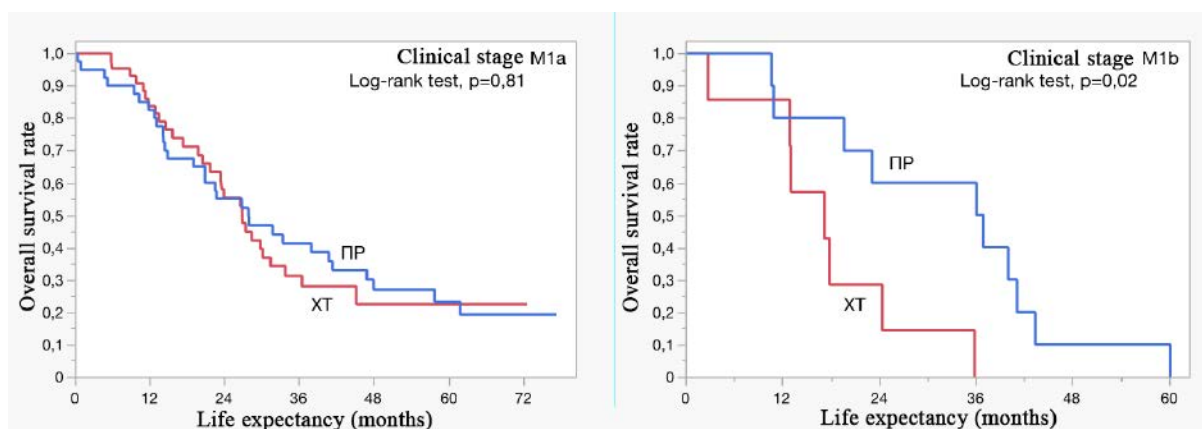 Clinical stage M1a
Log-rank test, p=0,81
Overall survival rate
1,0
0,9
0,8
0,7
0,6
0,5
0,4
0,3
0,2
0,1
0
ПР
ХТ
0 12 24 36 48 60 72
Life expectancy (months)
Clinical stage M1b
Log-rank test, p=0,02
Overall survival rate
1,0
0,9
0,8
0,7
0,6
0,5
0,4
0,3
0,2
0,1
0
ПР
ХТ
0 12 24 36 48 60
Life expectancy (months)